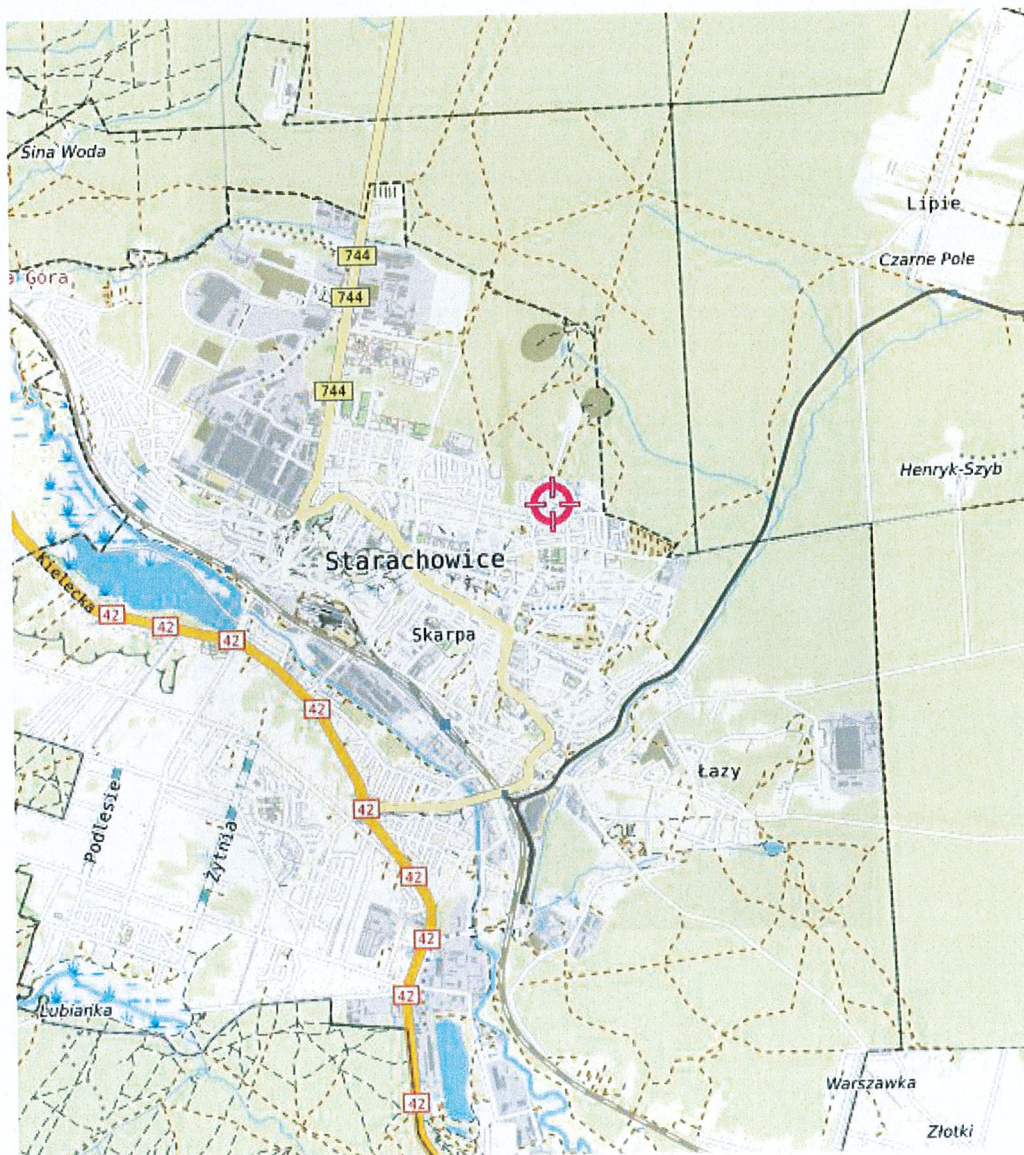 Sina Woda
Lipie
744
Czarne Pole
a Góra
744
744
Henryk-Szyb
Starachowice
Kielecka
42
42
Skarpa
42
42
Łazy
Podlesie
42
Żytnia
42
42
42
Lubianka
Warszawka
42
Złotki